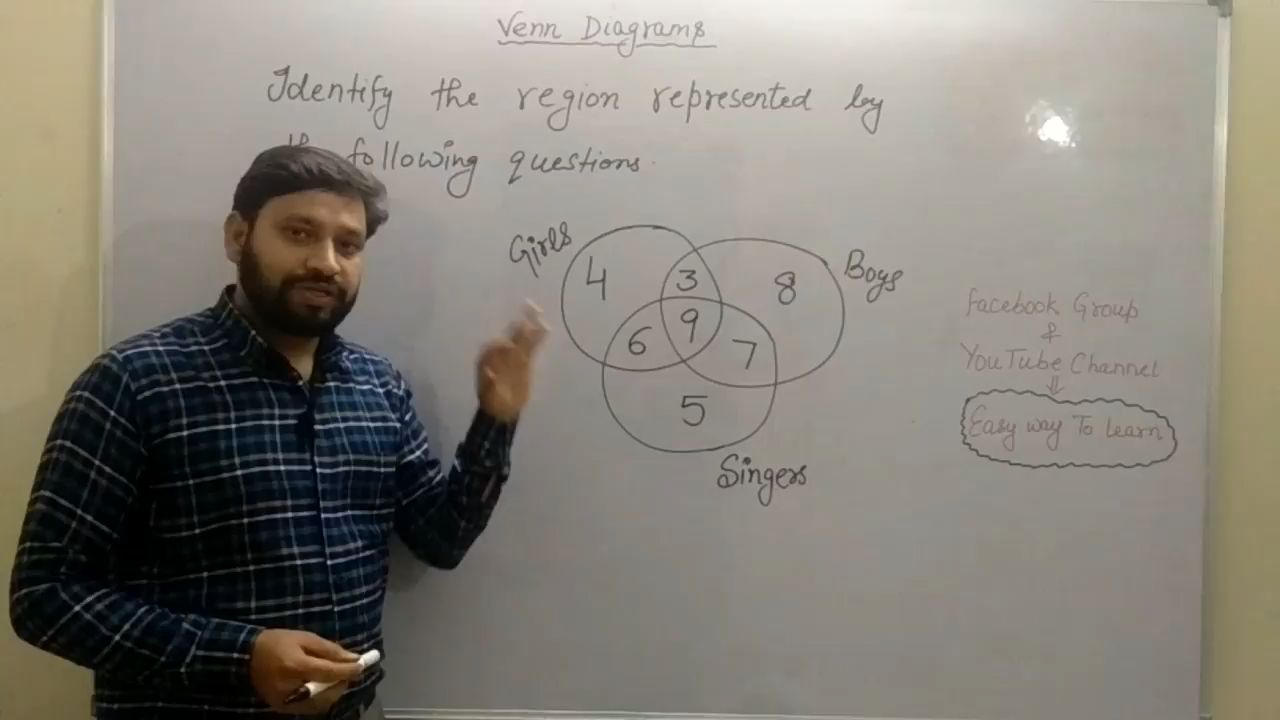 Venn Diagrams
Identify the region represented by
the following questions.
Girls
4
3
8
Boys
6
9
7
5
Singers
Facebook Group
&
YouTube Channel
⇓
Easy way To Learn